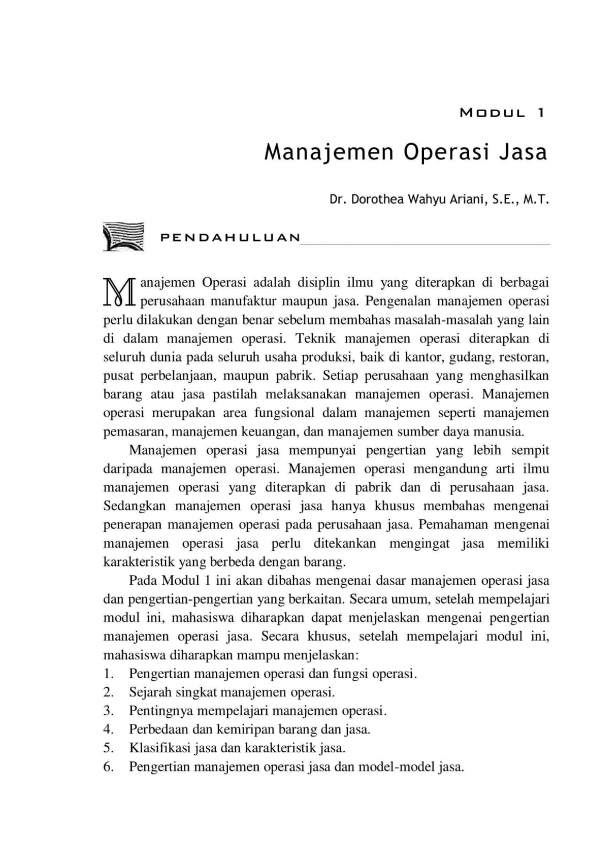 Modul 1
Manajemen Operasi Jasa
Dr. Dorothea Wahyu Ariani, S.E., M.T.
PENDAHULUAN
Manajemen Operasi adalah disiplin ilmu yang diterapkan di berbagai
perusahaan manufaktur maupun jasa. Pengenalan manajemen operasi
perlu dilakukan dengan benar sebelum membahas masalah-masalah yang lain
di dalam manajemen operasi. Teknik manajemen operasi diterapkan di
seluruh dunia pada seluruh usaha produksi, baik di kantor, gudang, restoran,
pusat perbelanjaan, maupun pabrik. Setiap perusahaan yang menghasilkan
barang atau jasa pastilah melaksanakan manajemen operasi. Manajemen
operasi merupakan area fungsional dalam manajemen seperti manajemen
pemasaran, manajemen keuangan, dan manajemen sumber daya manusia.
Manajemen operasi jasa mempunyai pengertian yang lebih sempit
daripada manajemen operasi. Manajemen operasi mengandung arti ilmu
manajemen operasi yang diterapkan di pabrik dan di perusahaan jasa.
Sedangkan manajemen operasi jasa hanya khusus membahas mengenai
penerapan manajemen operasi pada perusahaan jasa. Pemahaman mengenai
manajemen operasi jasa perlu ditekankan mengingat jasa memiliki
karakteristik yang berbeda dengan barang.
Pada Modul 1 ini akan dibahas mengenai dasar manajemen operasi jasa
dan pengertian-pengertian yang berkaitan. Secara umum, setelah mempelajari
modul ini, mahasiswa diharapkan dapat menjelaskan mengenai pengertian
manajemen operasi jasa. Secara khusus, setelah mempelajari modul ini,
mahasiswa diharapkan mampu menjelaskan:
1. Pengertian manajemen operasi dan fungsi operasi.
2. Sejarah singkat manajemen operasi.
3. Pentingnya mempelajari manajemen operasi.
4. Perbedaan dan kemiripan barang dan jasa.
5. Klasifikasi jasa dan karakteristik jasa.
6. Pengertian manajemen operasi jasa dan model-model jasa.